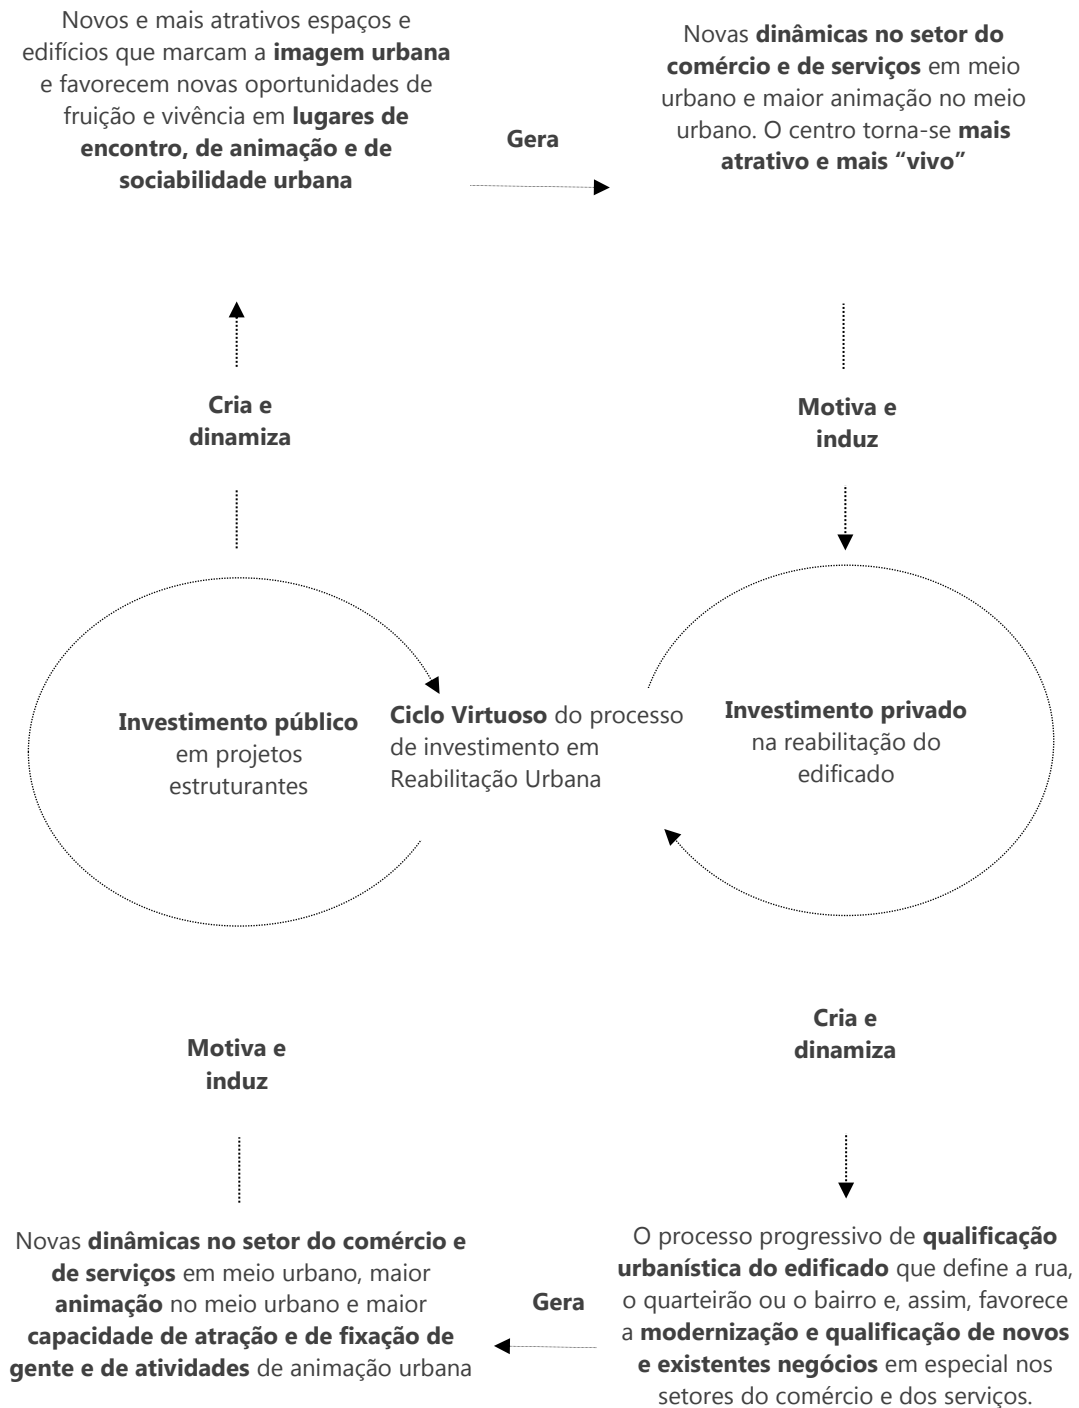 Novos e mais atrativos espaços e
edifícios que marcam a imagem urbana
e favorecem novas oportunidades de
fruição e vivência em lugares de
encontro, de animação e de
sociabilidade urbana
Gera
Novas dinâmicas no setor do
comércio e de serviços em meio
urbano e maior animação no meio
urbano. O centro torna-se mais
atrativo e mais “vivo”
Cria e
dinamiza
Motiva e
induz
Investimento público
em projetos
estruturantes
Ciclo Virtuoso do processo
de investimento em
Reabilitação Urbana
Investimento privado
na reabilitação do
edificado
Motiva e
induz
Cria e
dinamiza
Novas dinâmicas no setor do comércio e
de serviços em meio urbano, maior
animação no meio urbano e maior
capacidade de atração e de fixação de
gente e de atividades de animação urbana
Gera
O processo progressivo de qualificação
urbanística do edificado que define a rua,
o quarteirão ou o bairro e, assim, favorece
a modernização e qualificação de novos
e existentes negócios em especial nos
setores do comércio e dos serviços.